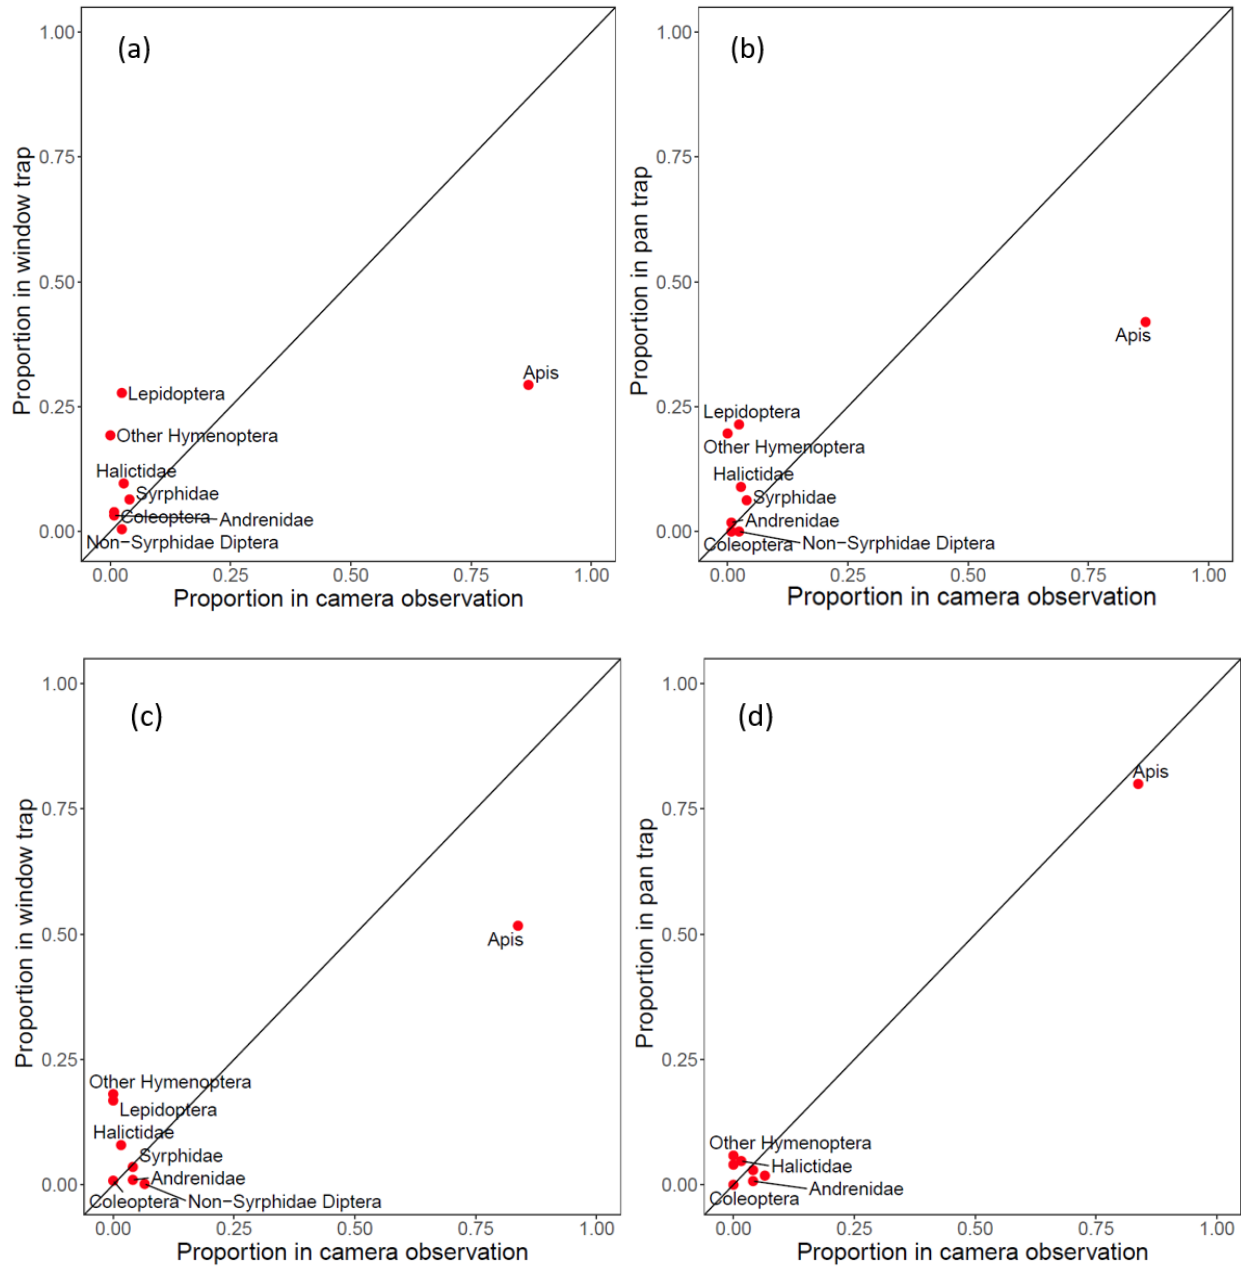 (a)
Proportion in window trap
1.00
0.75
0.50
0.25
0.00
Apis
Lepidoptera
Other Hymenoptera
Halictidae
Syrphidae
Coleoptera
Andrenidae
Non-Syrphidae Diptera
0.00 0.25 0.50 0.75 1.00
Proportion in camera observation
(b)
Proportion in pan trap
1.00
0.75
0.50
0.25
0.00
Apis
Lepidoptera
Other Hymenoptera
Halictidae
Syrphidae
Andrenidae
Coleoptera
Non-Syrphidae Diptera
0.00 0.25 0.50 0.75 1.00
Proportion in camera observation
(c)
Proportion in window trap
1.00
0.75
0.50
0.25
0.00
Apis
Other Hymenoptera
Lepidoptera
Halictidae
Syrphidae
Andrenidae
Coleoptera
Non-Syrphidae Diptera
0.00 0.25 0.50 0.75 1.00
Proportion in camera observation
(d)
Proportion in pan trap
1.00
0.75
0.50
0.25
0.00
Apis
Other Hymenoptera
Halictidae
Andrenidae
Coleoptera
0.00 0.25 0.50 0.75 1.00
Proportion in camera observation